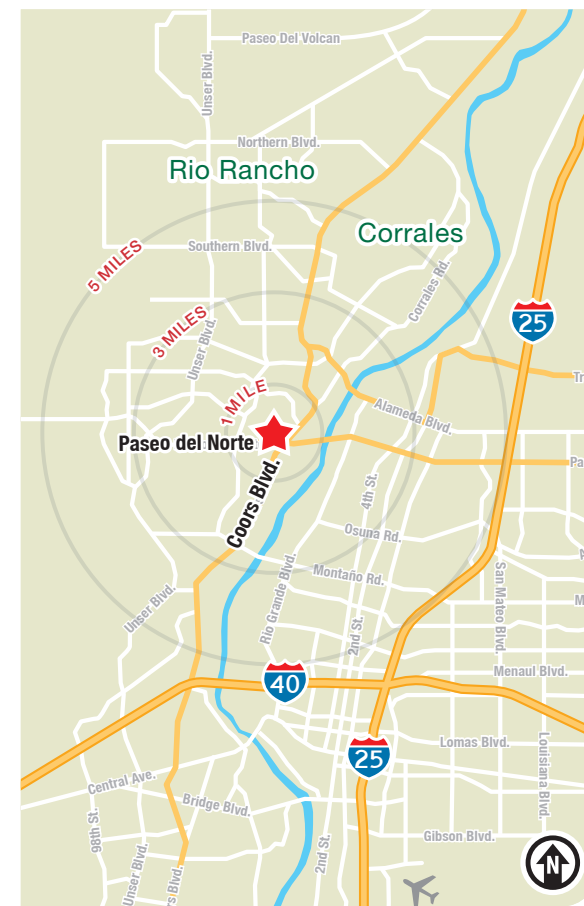 Paseo Del Volcan
Unser Blvd.
Northern Blvd.
Rio Rancho
Corrales
Southern Blvd.
5 MILES
Corrales Rd.
3 MILES
Unser Blvd.
25
1 MILE
Alameda Blvd.
Paseo del Norte
Coors Blvd.
4th St.
Osuna Rd.
Montaño Rd.
Rio Grande Blvd.
Unser Blvd.
2nd St.
San Mateo Blvd.
Menaul Blvd.
40
25
Lomas Blvd.
Louisiana Blvd.
Central Ave.
Bridge Blvd.
98th St.
Unser Blvd.
2nd St.
Gibson Blvd.
N